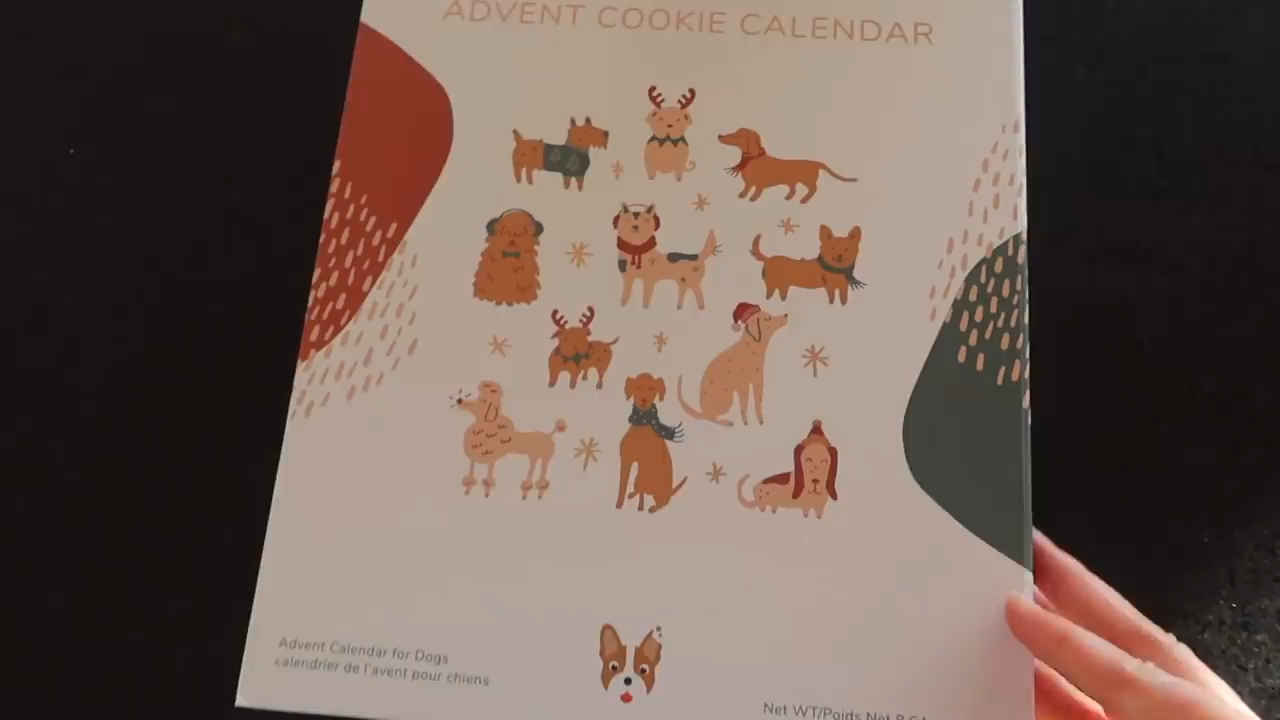 ADVENT COOKIE CALENDAR
Advent Calendar for Dogs
calendrier de l'avent pour chiens
Net WT/Poids Net